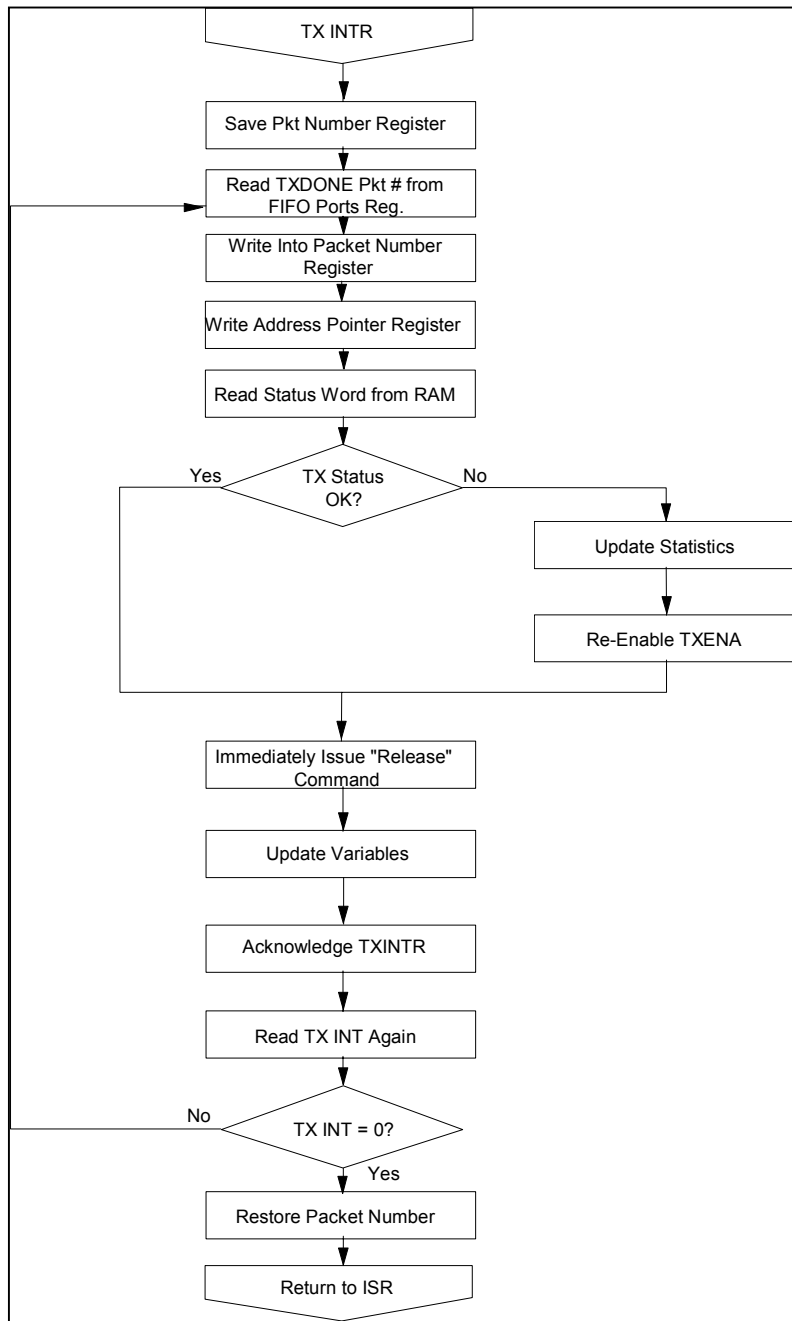 TX INTR
Save Pkt Number Register
Read TXDONE Pkt # from
FIFO Ports Reg.
Write Into Packet Number
Register
Write Address Pointer Register
Read Status Word from RAM
Yes
TX Status
OK?
No
Update Statistics
Re-Enable TXENA
Immediately Issue "Release"
Command
Update Variables
Acknowledge TXINTR
Read TX INT Again
No
TX INT = 0?
Yes
Restore Packet Number
Return to ISR